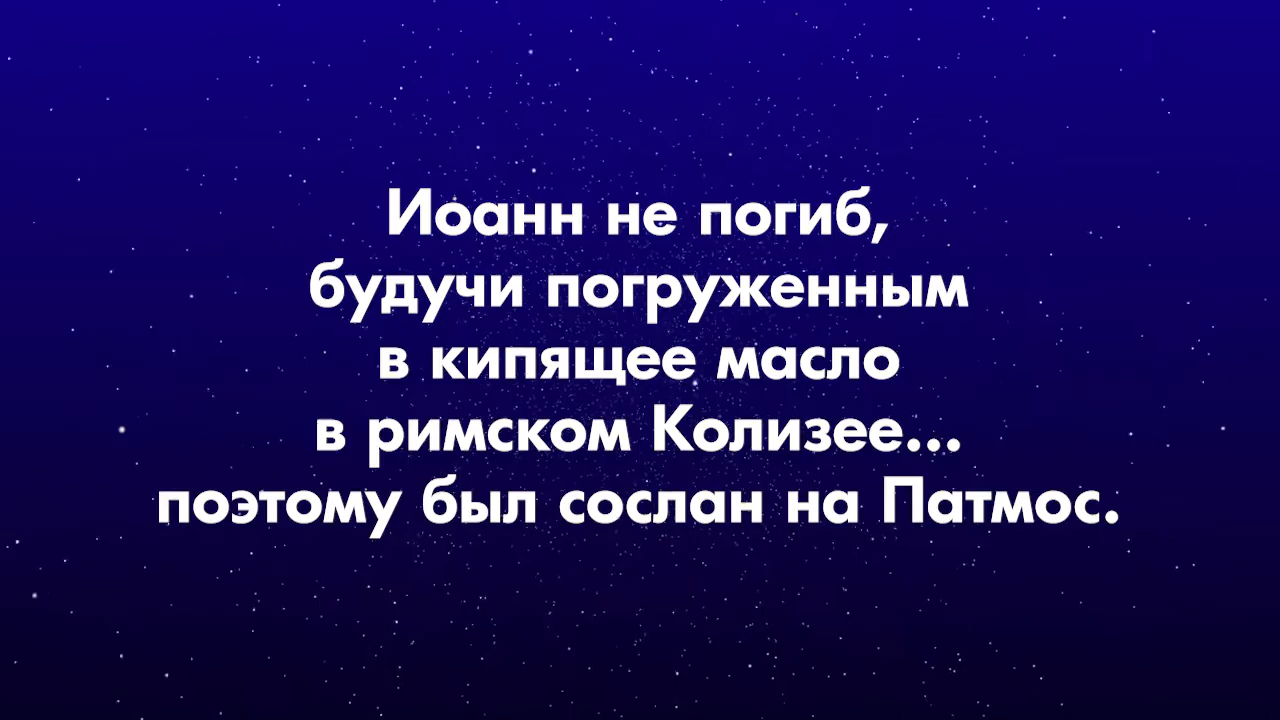 Иоанн не погиб,
будучи погруженным
в кипящее масло
в римском Колизее...
поэтому был сослан на Патмос.